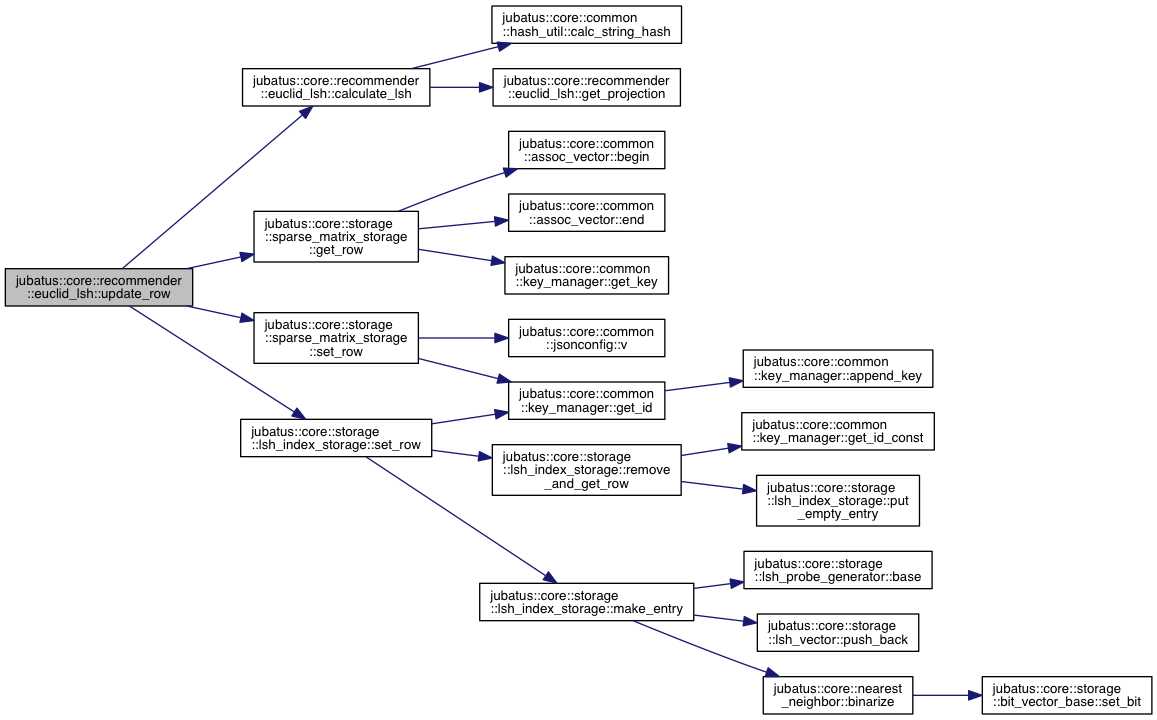 jubatus::core::common
::hash_util::calc_string_hash
jubatus::core::recommender
::euclid_lsh::calculate_lsh
jubatus::core::recommender
::euclid_lsh::get_projection
jubatus::core::common
::assoc_vector::begin
jubatus::core::storage
::sparse_matrix_storage
::get_row
jubatus::core::common
::assoc_vector::end
jubatus::core::common
::key_manager::get_key
jubatus::core::recommender
::euclid_lsh::update_row
jubatus::core::storage
::sparse_matrix_storage
::set_row
jubatus::core::common
::jsonconfig::v
jubatus::core::common
::key_manager::get_id
jubatus::core::common
::key_manager::append_key
jubatus::core::storage
::lsh_index_storage::set_row
jubatus::core::storage
::lsh_index_storage::remove
_and_get_row
jubatus::core::common
::key_manager::get_id_const
jubatus::core::storage
::lsh_index_storage::put
_empty_entry
jubatus::core::storage
::lsh_index_storage::make_entry
jubatus::core::storage
::lsh_probe_generator::base
jubatus::core::storage
::lsh_vector::push_back
jubatus::core::nearest
_neighbor::binarize
jubatus::core::storage
::bit_vector_base::set_bit